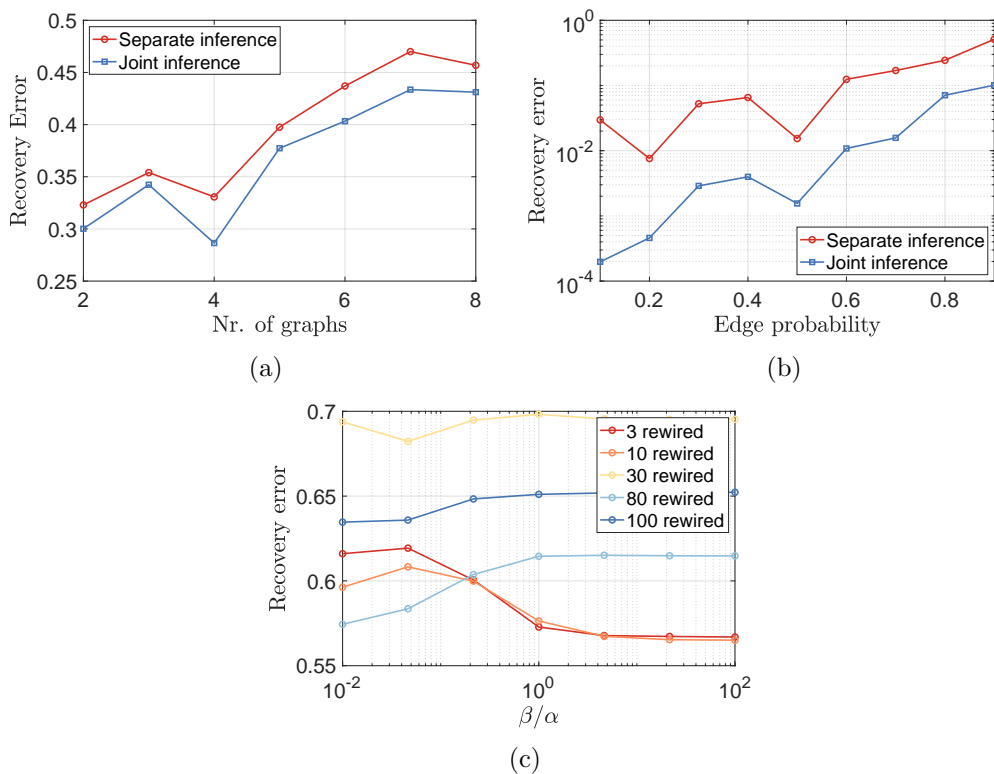 0.5
0.45
0.4
0.35
0.3
0.25
Recovery Error
Separate inference
Joint inference
2 4 6 8
Nr. of graphs
(a)
10^0
10^-2
10^-4
Recovery error
Separate inference
Joint inference
0.2 0.4 0.6 0.8
Edge probability
(b)
0.7
0.65
0.6
0.55
Recovery error
3 rewired
10 rewired
30 rewired
80 rewired
100 rewired
10^-2 10^0 10^2
β/α
(c)